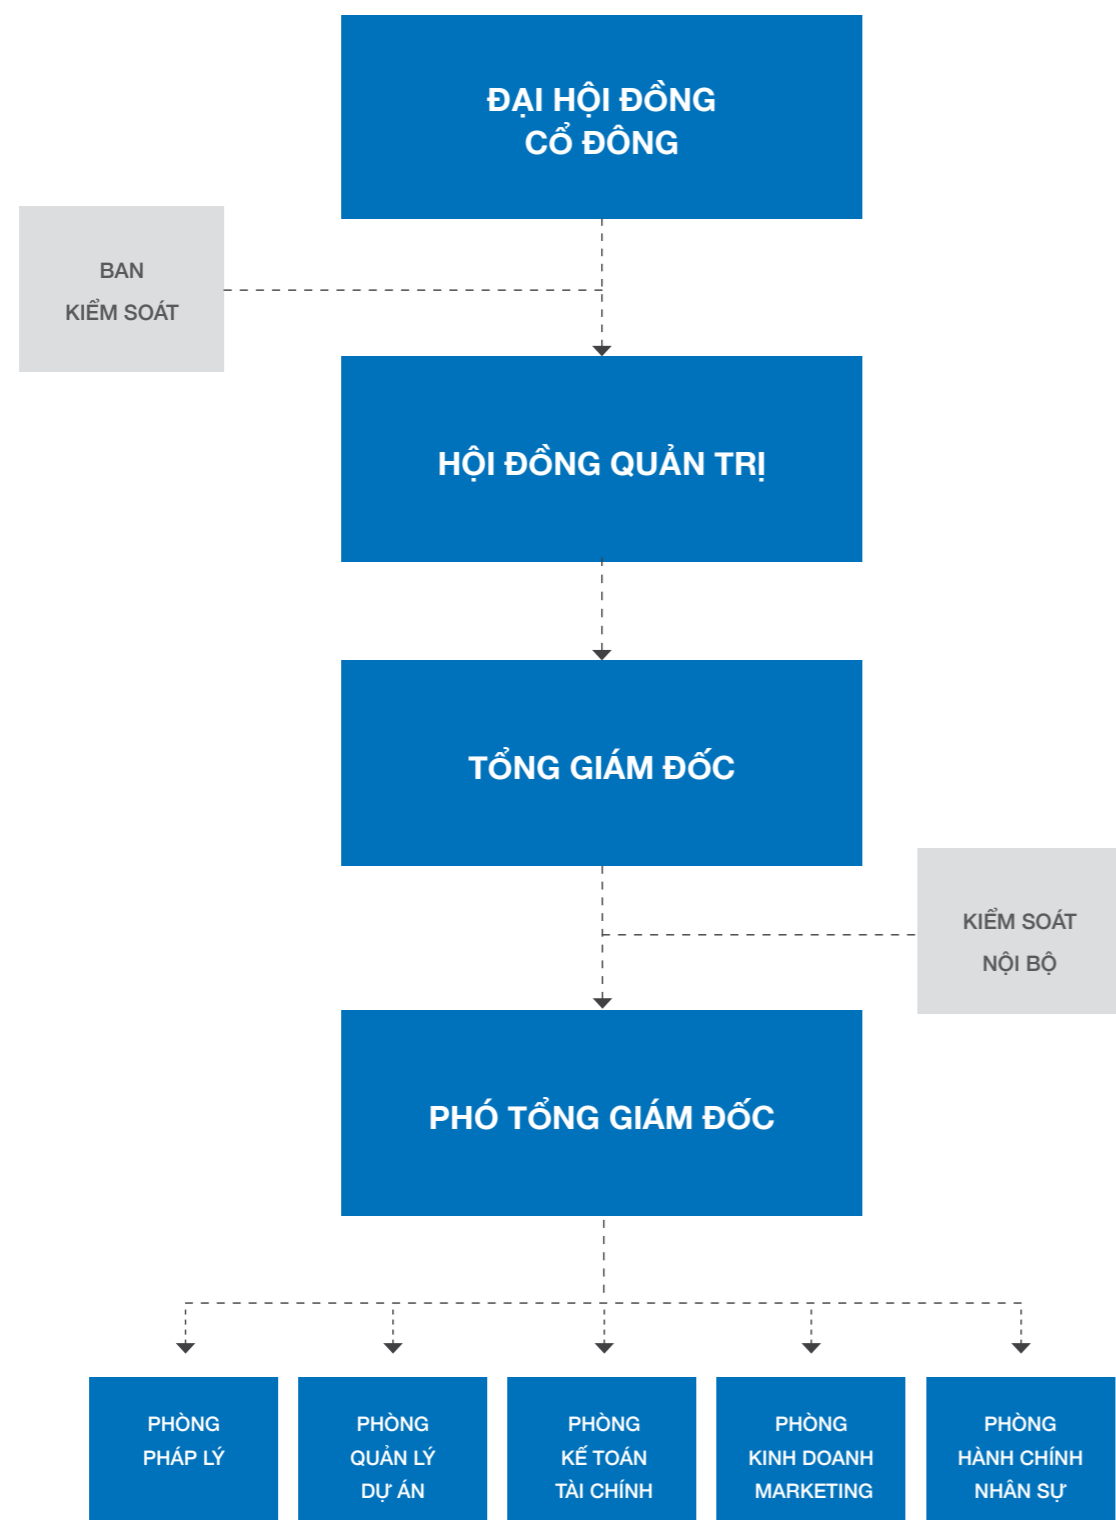 ĐẠI HỘI ĐỒNG
CỔ ĐÔNG
BAN
KIỂM SOÁT
HỘI ĐỒNG QUẢN TRỊ
TỔNG GIÁM ĐỐC
KIỂM SOÁT
NỘI BỘ
PHÓ TỔNG GIÁM ĐỐC
PHÒNG
PHÁP LÝ
PHÒNG
QUẢN LÝ
DỰ ÁN
PHÒNG
KẾ TOÁN
TÀI CHÍNH
PHÒNG
KINH DOANH
MARKETING
PHÒNG
HÀNH CHÍNH
NHÂN SỰ